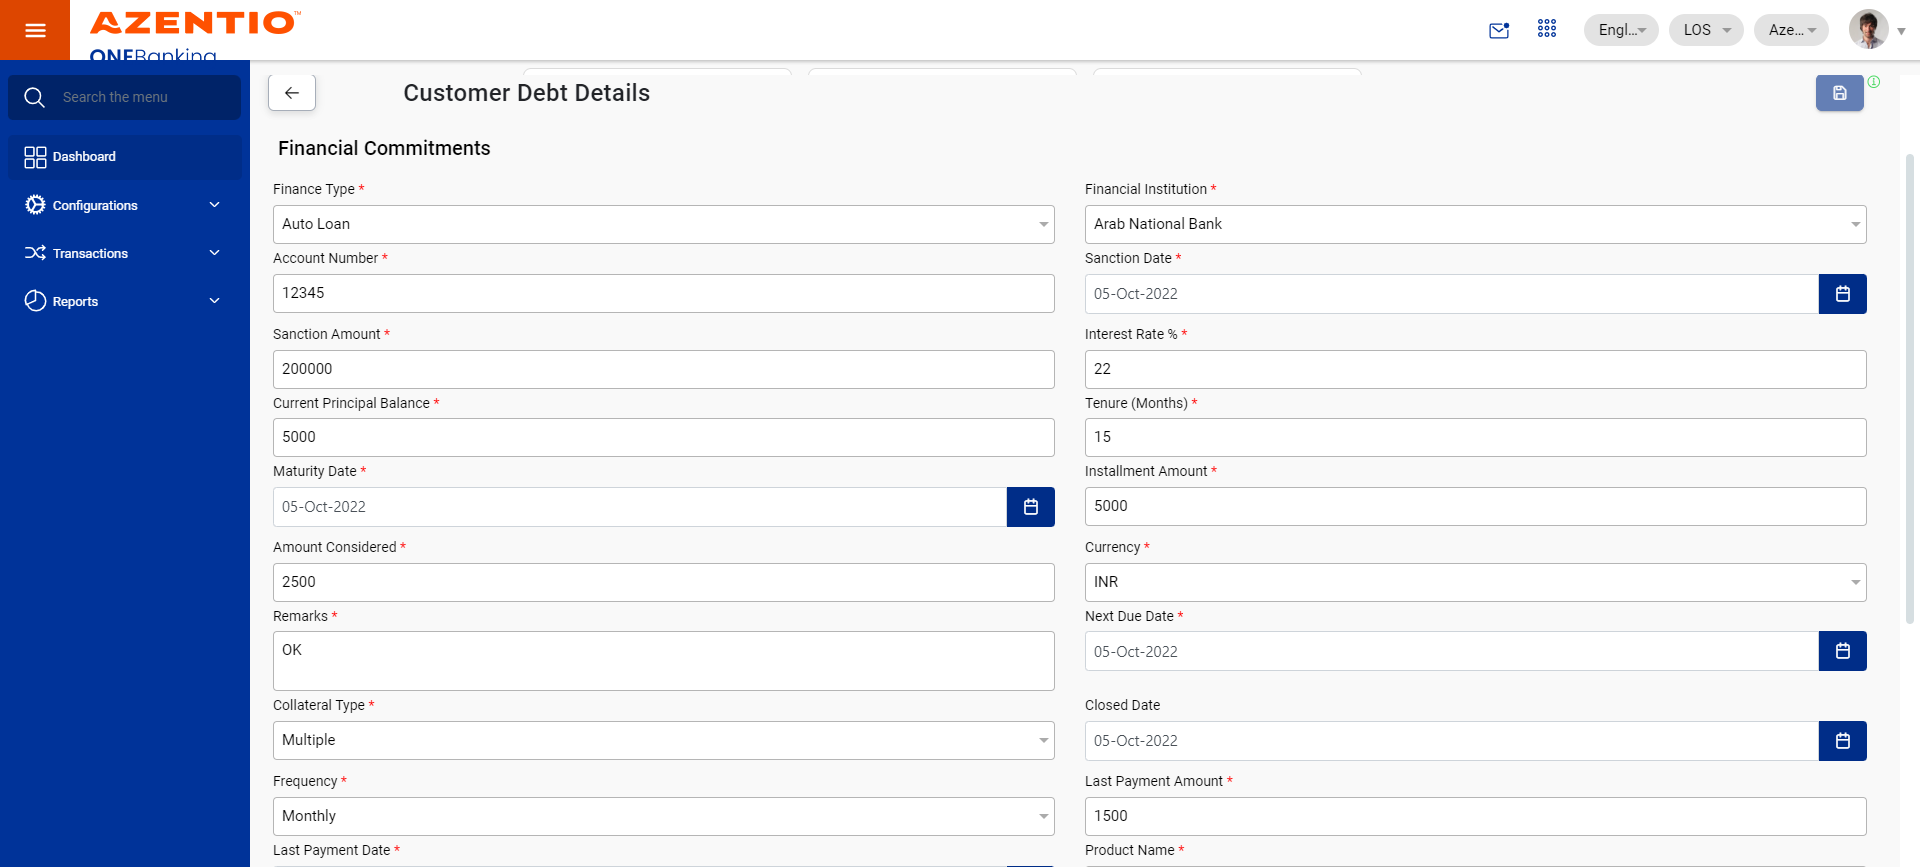 AZENTIO™
ONEBanking
Engl...
LOS
Aze...
Search the menu
Dashboard
Configurations
Transactions
Reports
Customer Debt Details
Financial Commitments
Finance Type *
Financial Institution *
Auto Loan
Arab National Bank
Account Number *
Sanction Date *
12345
05-Oct-2022
Sanction Amount *
Interest Rate % *
200000
22
Current Principal Balance *
Tenure (Months) *
5000
15
Maturity Date *
Installment Amount *
05-Oct-2022
5000
Amount Considered *
Currency *
2500
INR
Remarks *
Next Due Date *
OK
05-Oct-2022
Collateral Type *
Closed Date
Multiple
05-Oct-2022
Frequency *
Last Payment Amount *
Monthly
1500
Last Payment Date *
Product Name *